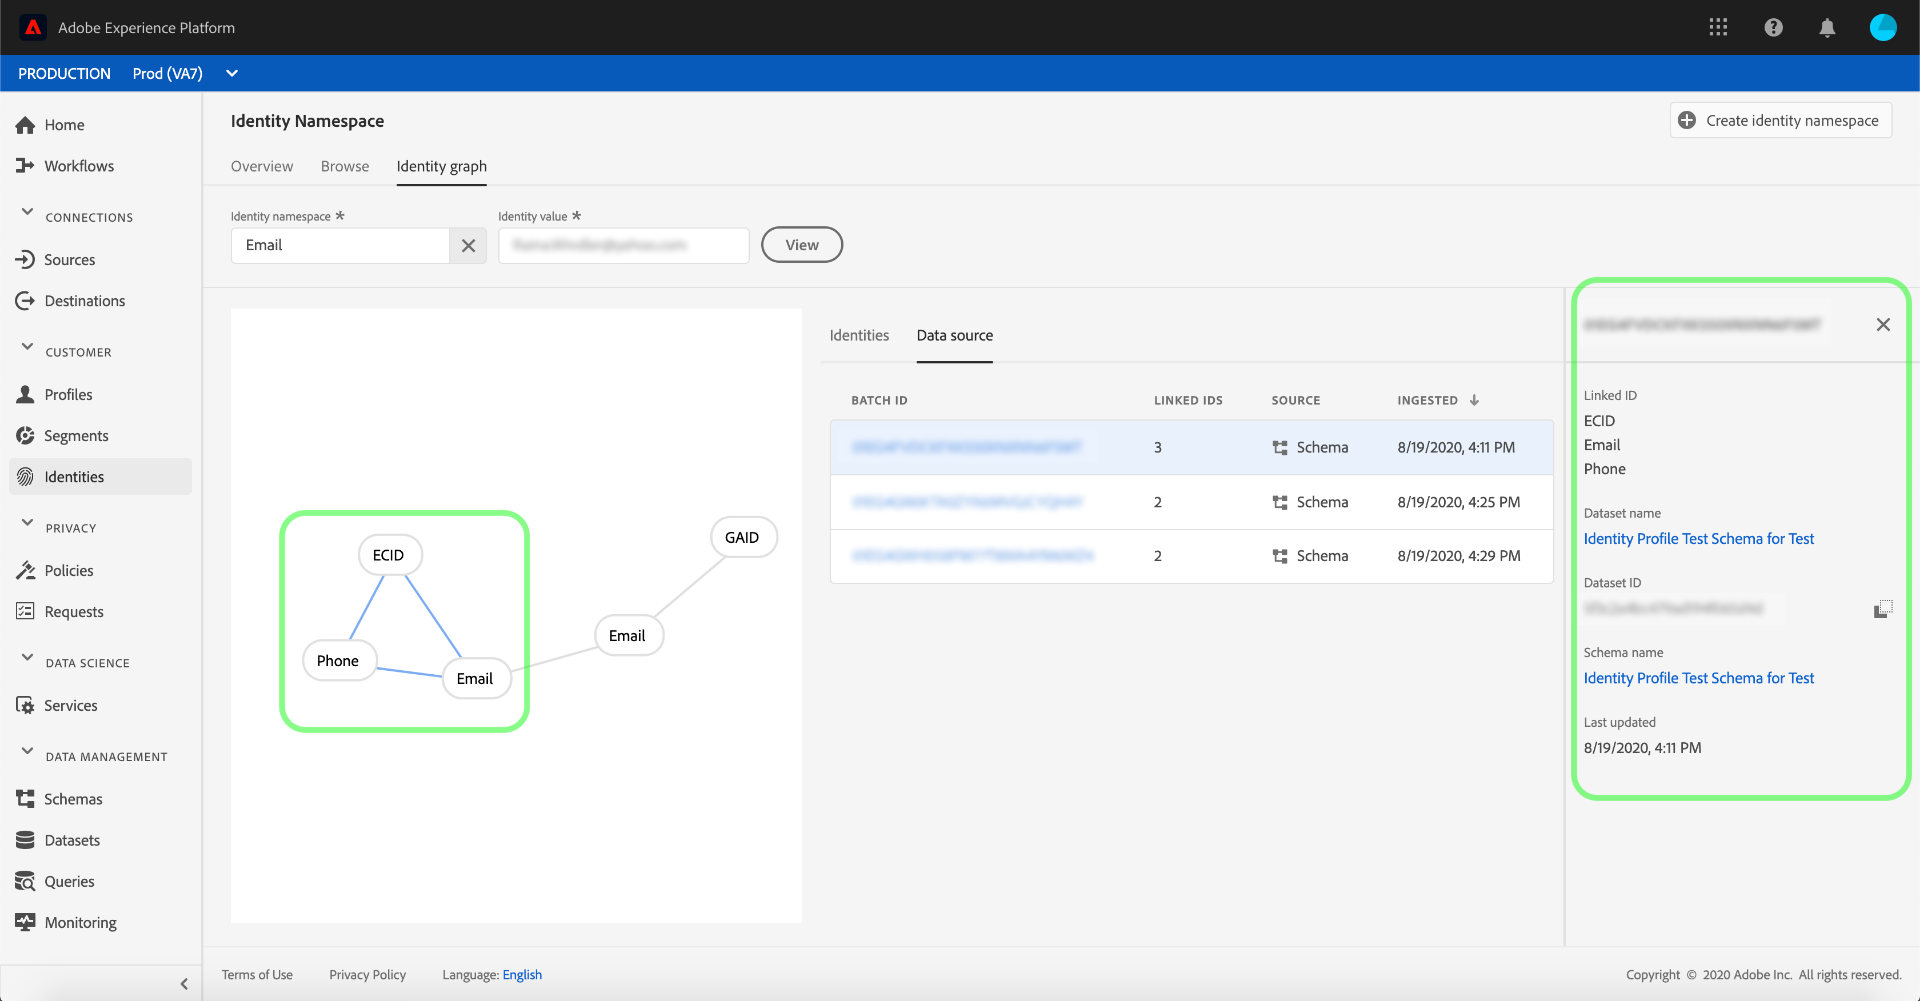 Adobe Experience Platform
PRODUCTION Prod (VA7)
Home
Workflows
CONNECTIONS
Sources
Destinations
CUSTOMER
Profiles
Segments
Identities
PRIVACY
Policies
Requests
DATA SCIENCE
Services
DATA MANAGEMENT
Schemas
Datasets
Queries
Monitoring
Identity Namespace
Create identity namespace
Overview Browse Identity graph
Identity namespace * Identity value *
Email View
ECID
Phone
Email
Email
GAID
Identities Data source
BATCH ID LINKED IDS SOURCE INGESTED
3 Schema 8/19/2020, 4:11 PM
2 Schema 8/19/2020, 4:25 PM
2 Schema 8/19/2020, 4:29 PM
Linked ID
ECID
Email
Phone
Dataset name
Identity Profile Test Schema for Test
Dataset ID
Schema name
Identity Profile Test Schema for Test
Last updated
8/19/2020, 4:11 PM
Terms of Use Privacy Policy Language: English Copyright © 2020 Adobe Inc. All rights reserved.